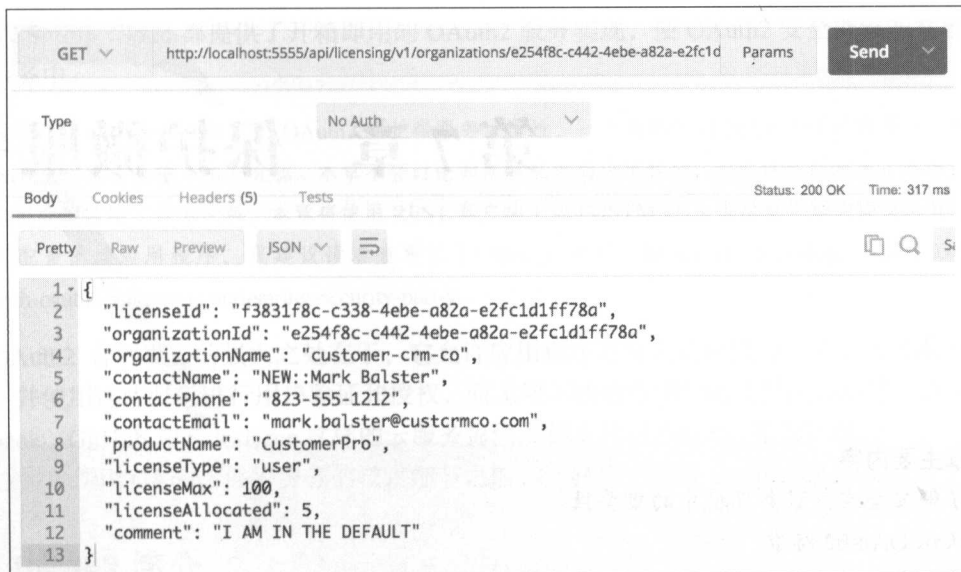 GET http://localhost:5555/api/licensing/v1/organizations/e254f8c-c442-4ebe-a82a-e2fc1d Params Send
Type No Auth
Body Cookies Headers (5) Tests Status: 200 OK Time: 317 ms
Pretty Raw Preview JSON
1 {
2 "licenseId": "f3831f8c-c338-4ebe-a82a-e2fc1d1ff78a",
3 "organizationId": "e254f8c-c442-4ebe-a82a-e2fc1d1ff78a",
4 "organizationName": "customer-crm-co",
5 "contactName": "NEW::Mark Balster",
6 "contactPhone": "823-555-1212",
7 "contactEmail": "mark.balster@custcrmco.com",
8 "productName": "CustomerPro",
9 "licenseType": "user",
10 "licenseMax": 100,
11 "licenseAllocated": 5,
12 "comment": "I AM IN THE DEFAULT"
13 }